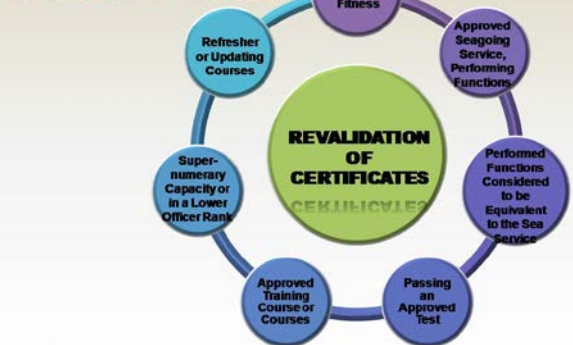 Fitness
Approved
Seagoing
Service,
Performing
Functions
Performed
Functions
Considered
to be
Equivalent
to the Sea
Service
Passing
an
Approved
Test
Approved
Training
Course or
Courses
Super-
numerary
Capacity or
in a Lower
Officer Rank
Refresher
or Updating
Courses
REVALIDATION
OF
CERTIFICATES